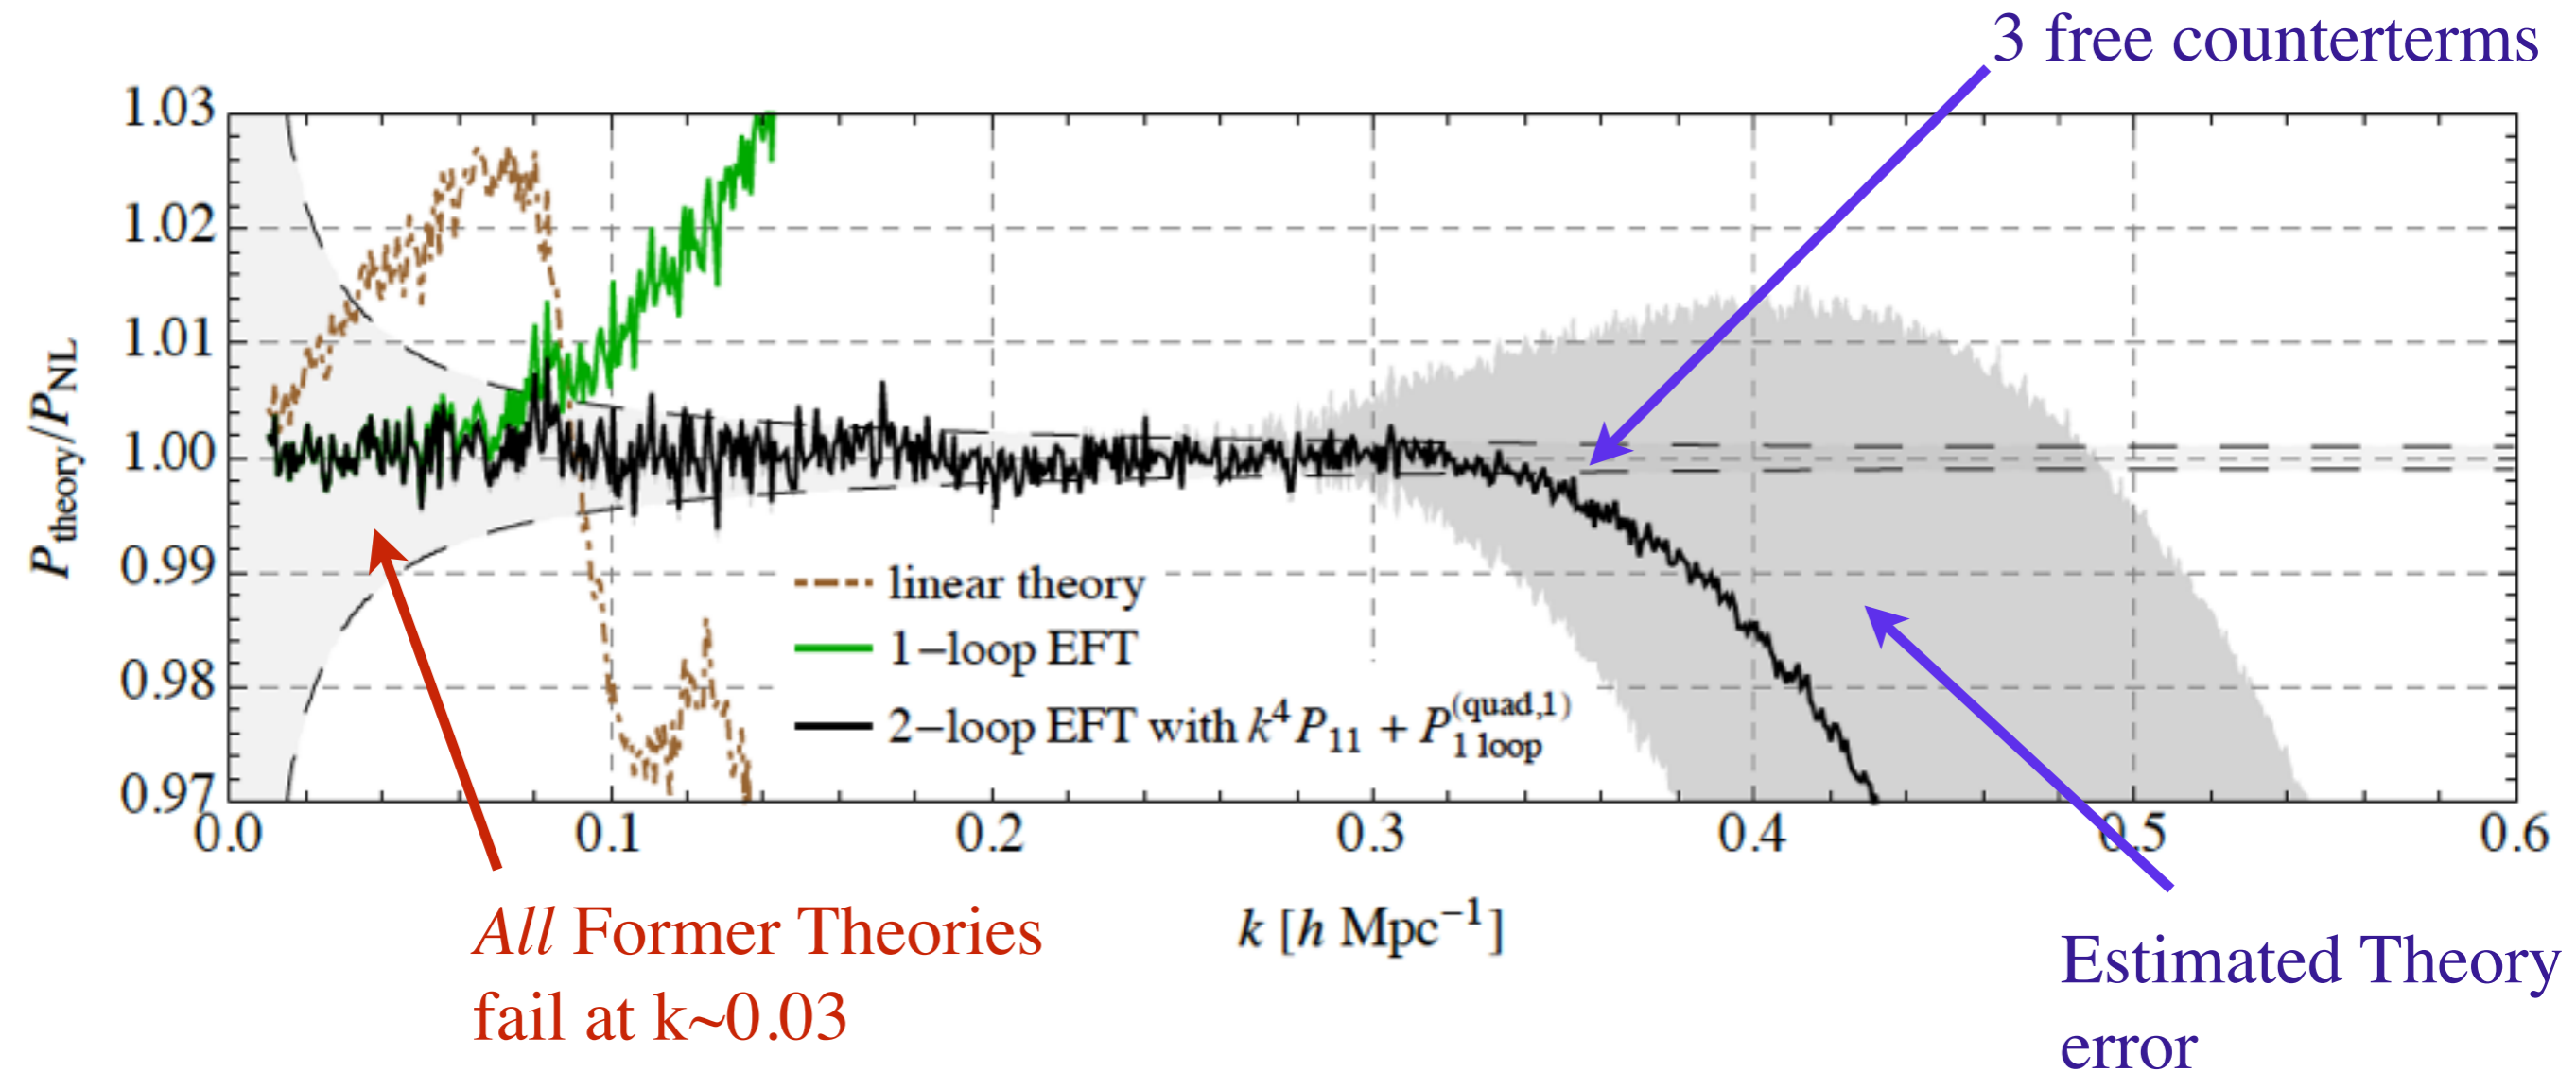 3 free counterterms
1.03
1.02
1.01
1.00
0.99
0.98
0.97
P_theory/P_NL
linear theory
1−loop EFT
2−loop EFT with k⁴P₁₁ + P_{1 loop}^{(quad,1)}
0.0 0.1 0.2 0.3 0.4 0.5 0.6
k [h Mpc⁻¹]
All Former Theories
fail at k~0.03
Estimated Theory
error